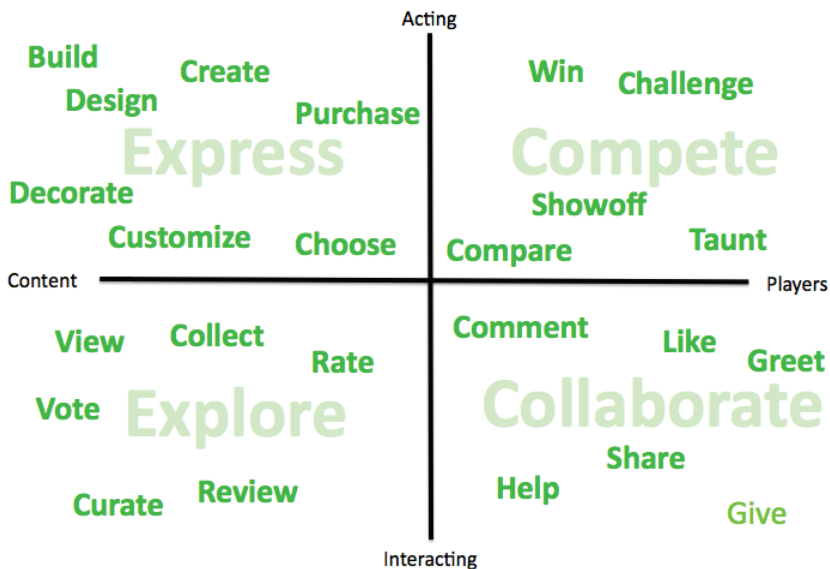 Acting
Build
Create
Win
Challenge
Design
Purchase
Express
Compete
Decorate
Showoff
Customize
Choose
Compare
Taunt
Content
Players
View
Collect
Rate
Comment
Like
Greet
Vote
Explore
Collaborate
Share
Curate
Review
Help
Give
Interacting